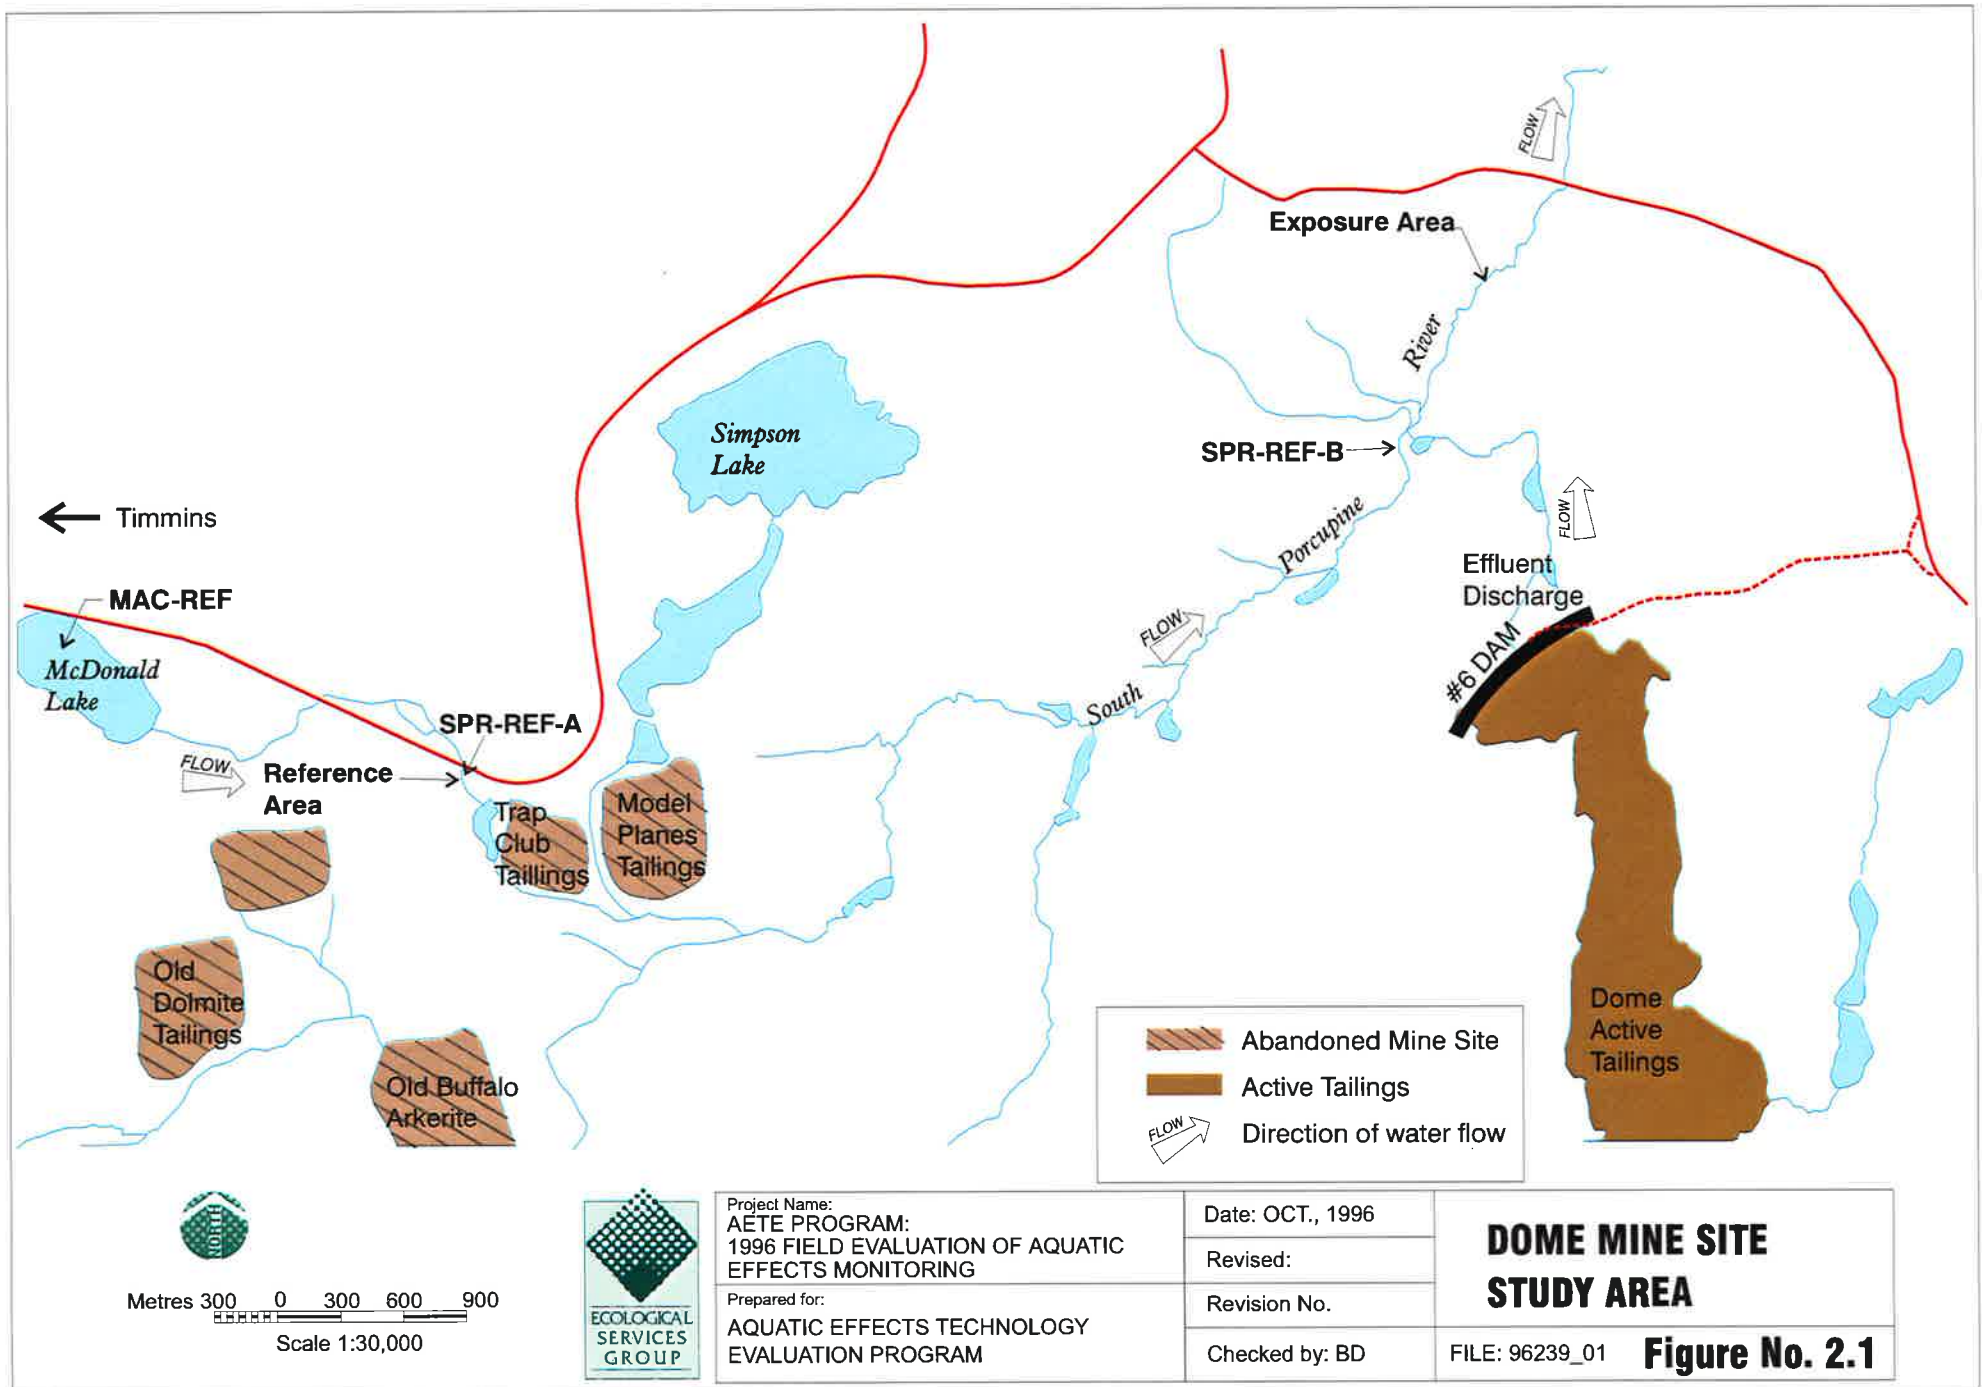 FLOW
Exposure Area
River
Simpson
Lake
SPR-REF-B
Timmins
Porcupine
FLOW
Effluent
Discharge
MAC-REF
FLOW
#6 DAM
McDonald
Lake
South
SPR-REF-A
FLOW
Reference
Area
Trap
Club
Taillings
Model
Planes
Tailings
Old
Dolmite
Tailings
Dome
Active
Tailings
Old Buffalo
Arkerite
Abandoned Mine Site
Active Tailings
FLOW
Direction of water flow
NORTH
Metres 300 0 300 600 900
Scale 1:30,000
ECOLOGICAL
SERVICES
GROUP
Project Name:
AETE PROGRAM:
1996 FIELD EVALUATION OF AQUATIC
EFFECTS MONITORING
Prepared for:
AQUATIC EFFECTS TECHNOLOGY
EVALUATION PROGRAM
Date: OCT., 1996
Revised:
Revision No.
Checked by: BD
DOME MINE SITE
STUDY AREA
FILE: 96239_01
Figure No. 2.1